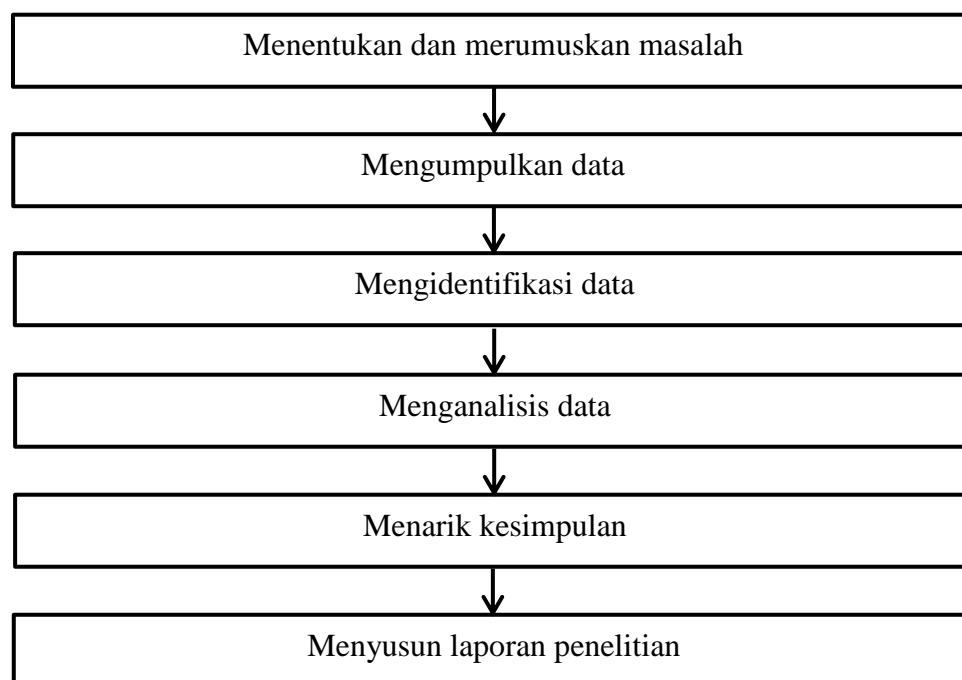 Menentukan dan merumuskan masalah
Mengumpulkan data
Mengidentifikasi data
Menganalisis data
Menarik kesimpulan
Menyusun laporan penelitian